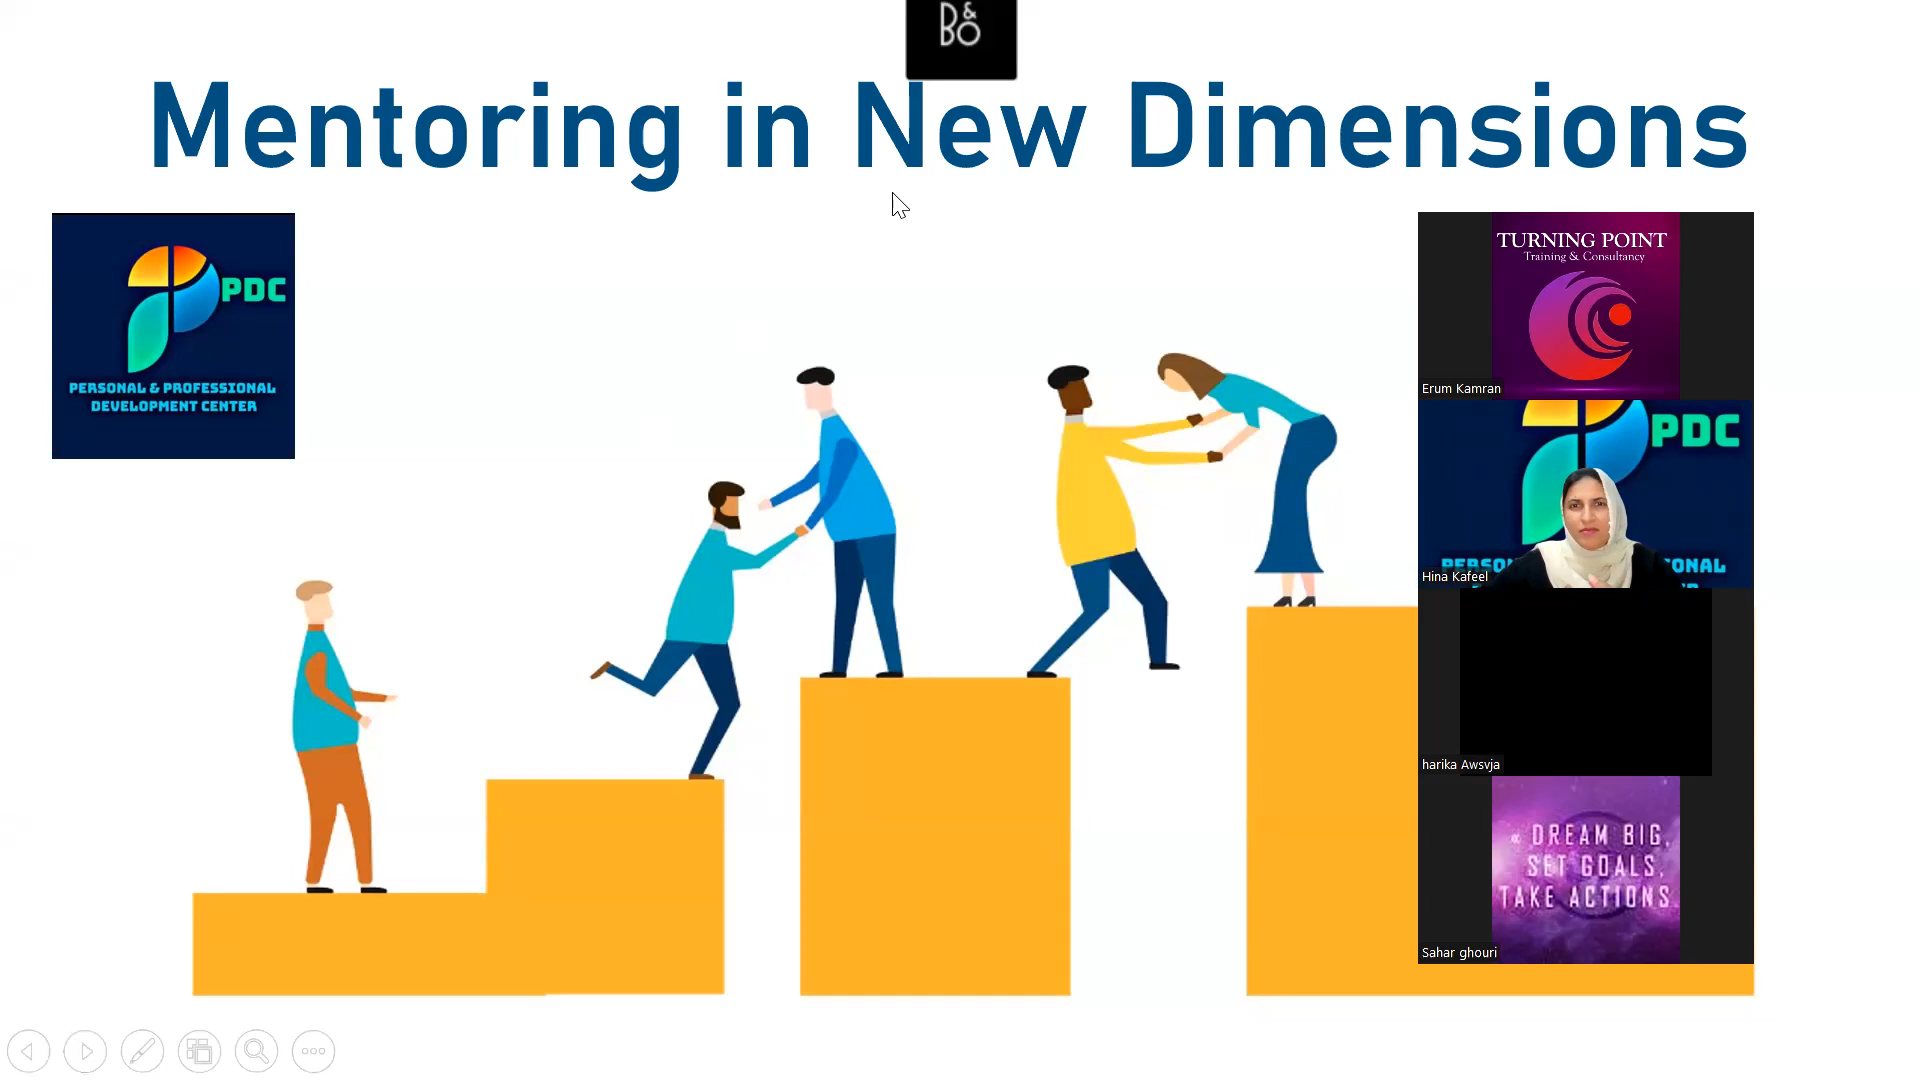 B&O
Mentoring in New Dimensions
PDC
PERSONAL & PROFESSIONAL
DEVELOPMENT CENTER
TURNING POINT
Training & Consultancy
Erum Kamran
PDC
Hina Kafeel
harika Awsvja
« DREAM BIG,
SET GOALS,
TAKE ACTIONS
Sahar ghouri